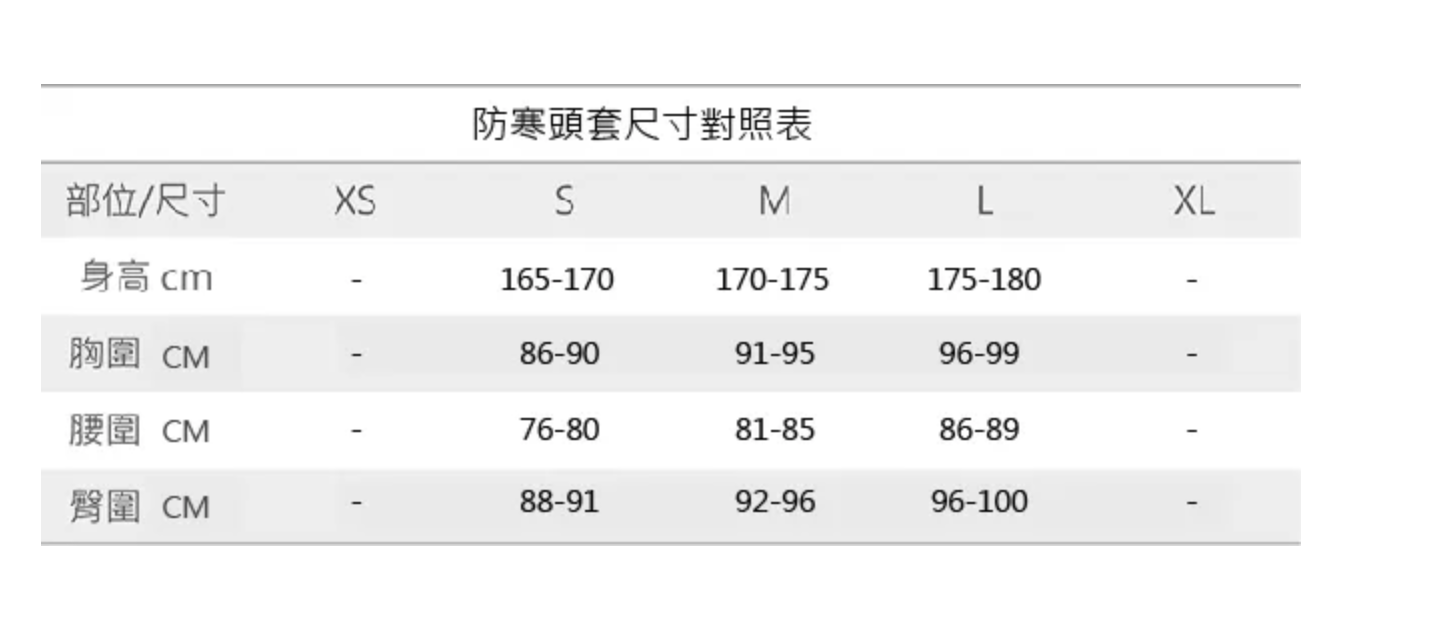 防寒頭套尺寸對照表
部位/尺寸 XS S M L XL
身高 cm - 165-170 170-175 175-180 -
胸圍 CM - 86-90 91-95 96-99 -
腰圍 CM - 76-80 81-85 86-89 -
臀圍 CM - 88-91 92-96 96-100 -